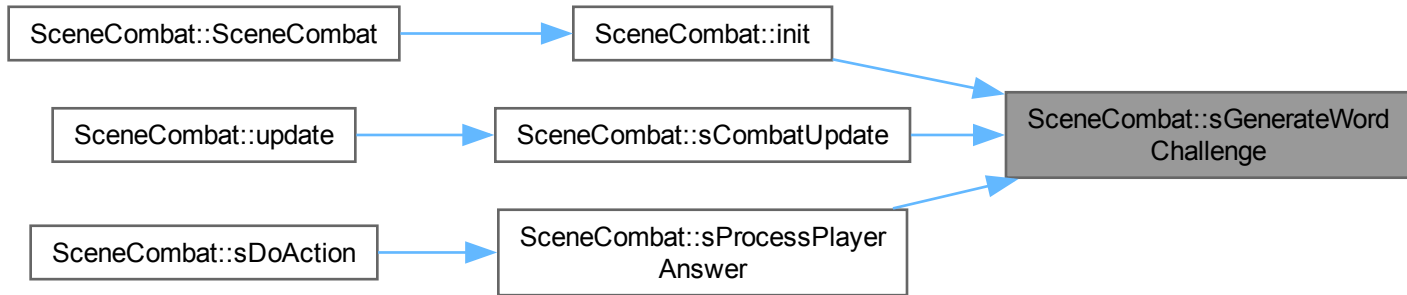 SceneCombat::SceneCombat
SceneCombat::init
SceneCombat::sGenerateWord
Challenge
SceneCombat::update
SceneCombat::sCombatUpdate
SceneCombat::sDoAction
SceneCombat::sProcessPlayer
Answer